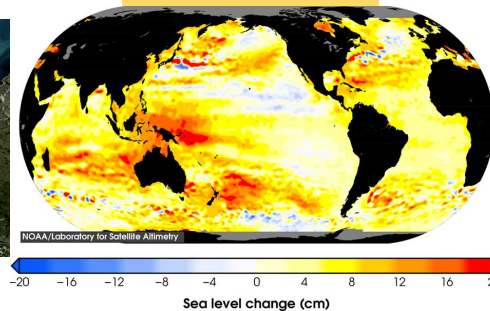 NOAA/Laboratory for Satellite Altimetry
−20 −16 −12 −8 −4 0 4 8 12 16
Sea level change (cm)